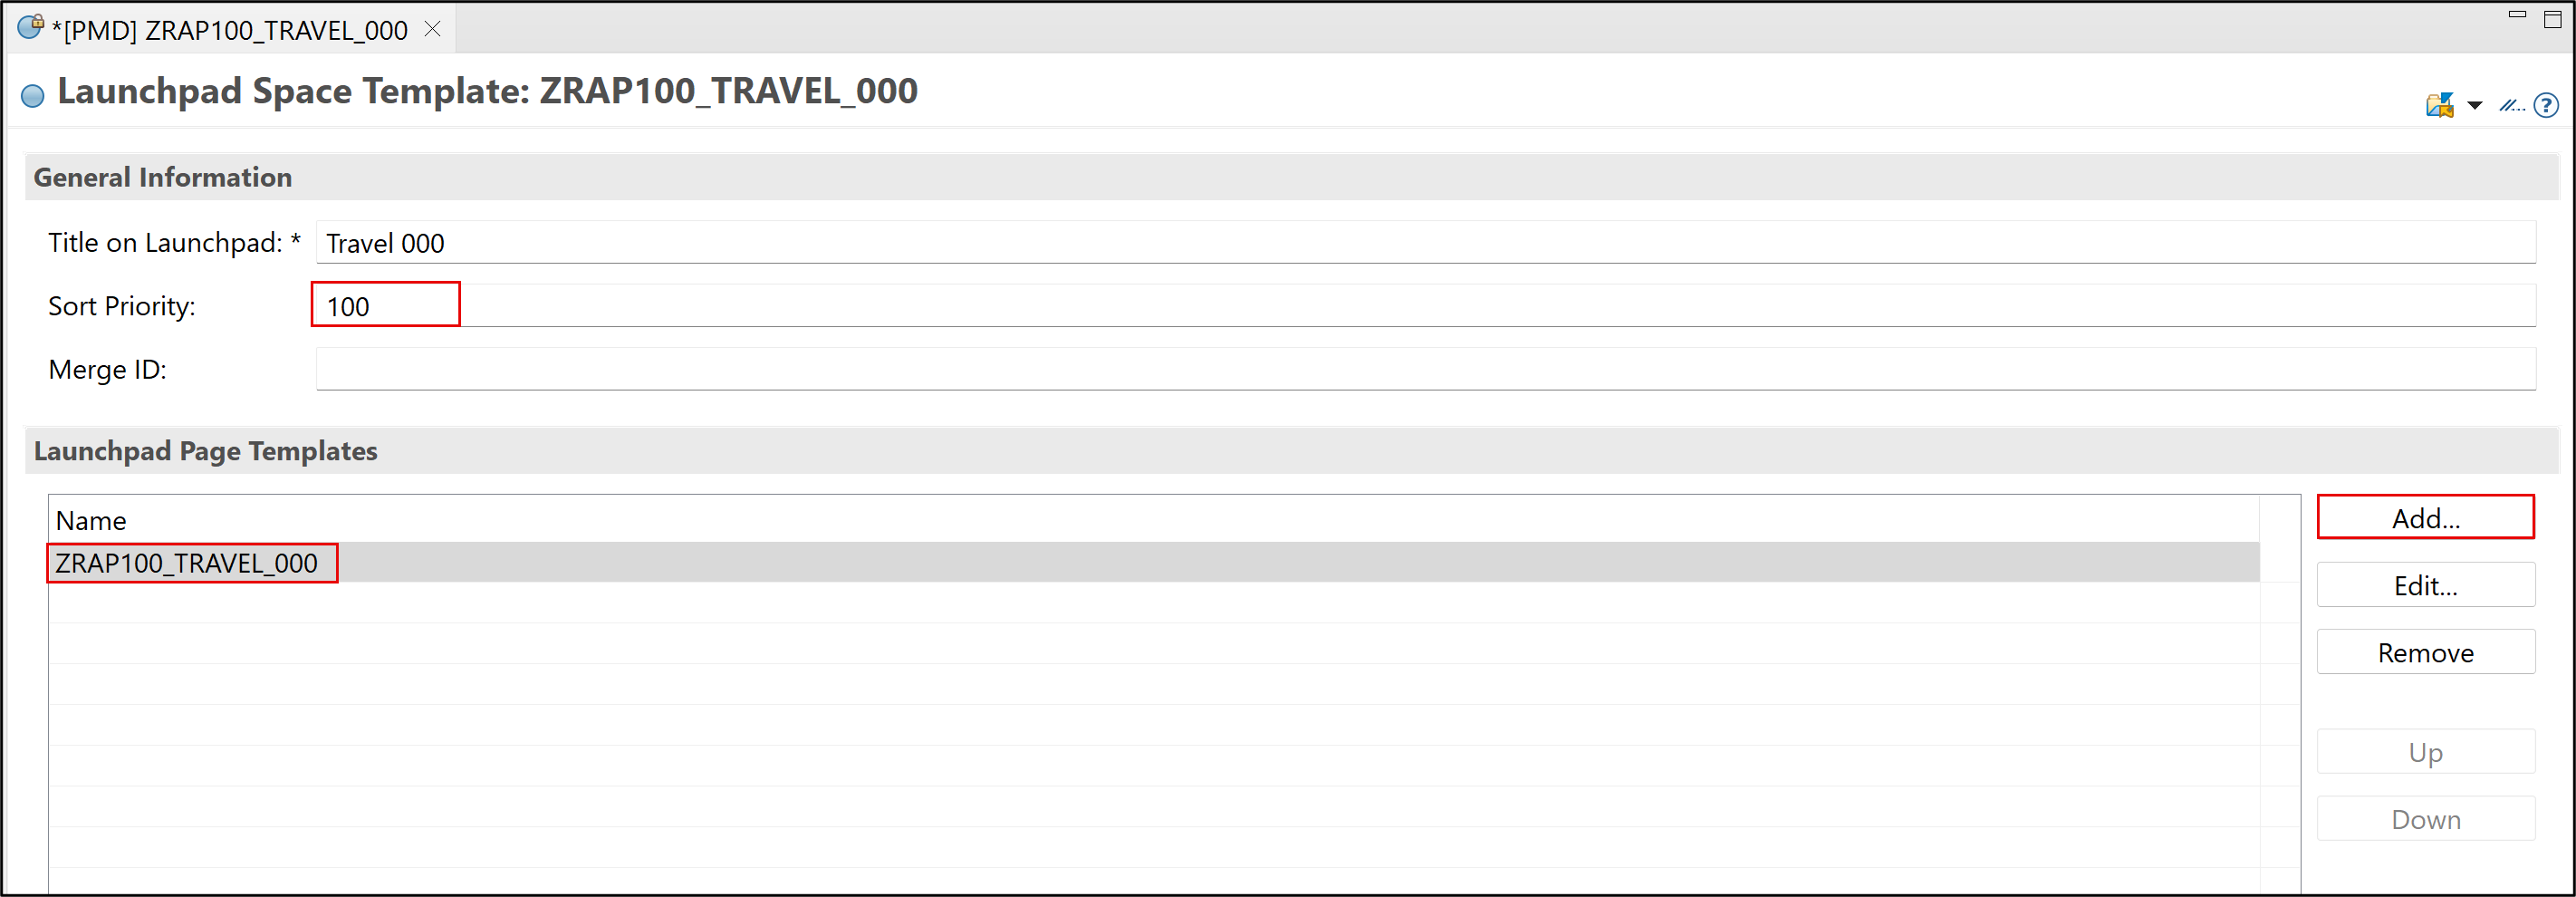 *[PMD] ZRAP100_TRAVEL_000
Launchpad Space Template: ZRAP100_TRAVEL_000
General Information
Title on Launchpad: * Travel 000
Sort Priority: 100
Merge ID:
Launchpad Page Templates
Name
Add...
ZRAP100_TRAVEL_000
Edit...
Remove
Up
Down